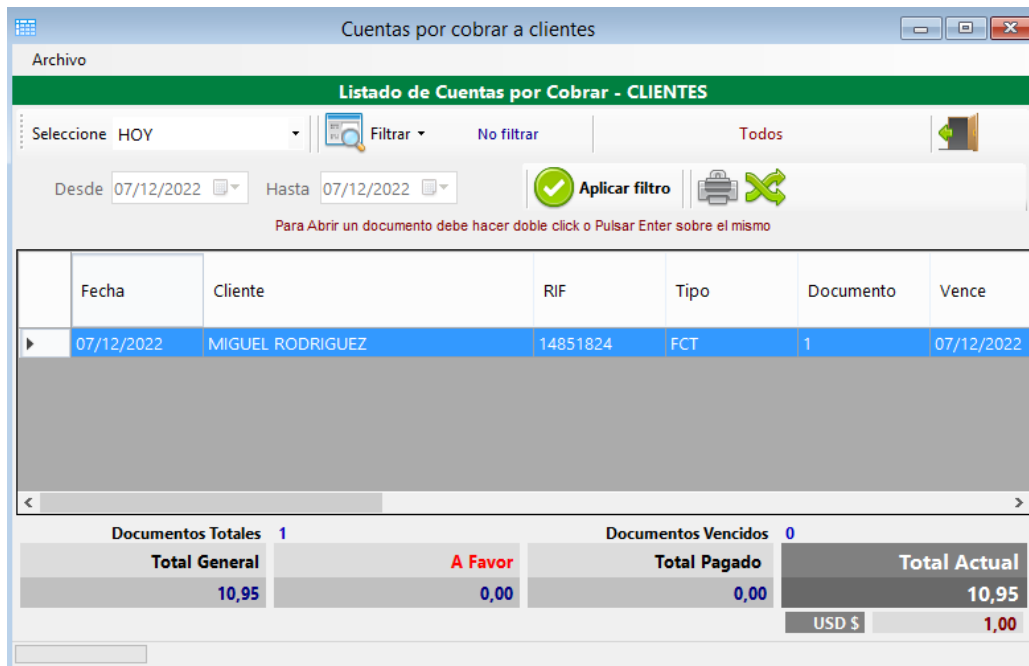 Cuentas por cobrar a clientes
Archivo
Listado de Cuentas por Cobrar - CLIENTES
Seleccione HOY Filtrar No filtrar Todos
Desde 07/12/2022 Hasta 07/12/2022 Aplicar filtro
Para Abrir un documento debe hacer doble click o Pulsar Enter sobre el mismo
Fecha Cliente RIF Tipo Documento Vence
07/12/2022 MIGUEL RODRIGUEZ 14851824 FCT 1 07/12/2022
Documentos Totales 1 Documentos Vencidos 0
Total General A Favor Total Pagado Total Actual
10,95 0,00 0,00 10,95
USD $ 1,00